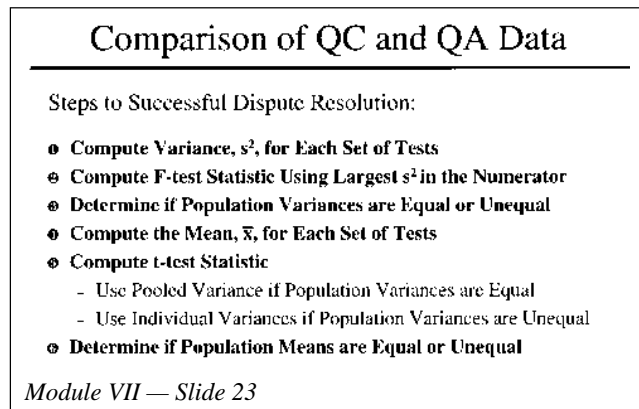 Comparison of QC and QA Data
Steps to Successful Dispute Resolution:
Compute Variance, s², for Each Set of Tests
Compute F-test Statistic Using Largest s² in the Numerator
Determine if Population Variances are Equal or Unequal
Compute the Mean, x̄, for Each Set of Tests
Compute t-test Statistic
– Use Pooled Variance if Population Variances are Equal
– Use Individual Variances if Population Variances are Unequal
Determine if Population Means are Equal or Unequal
Module VII — Slide 23